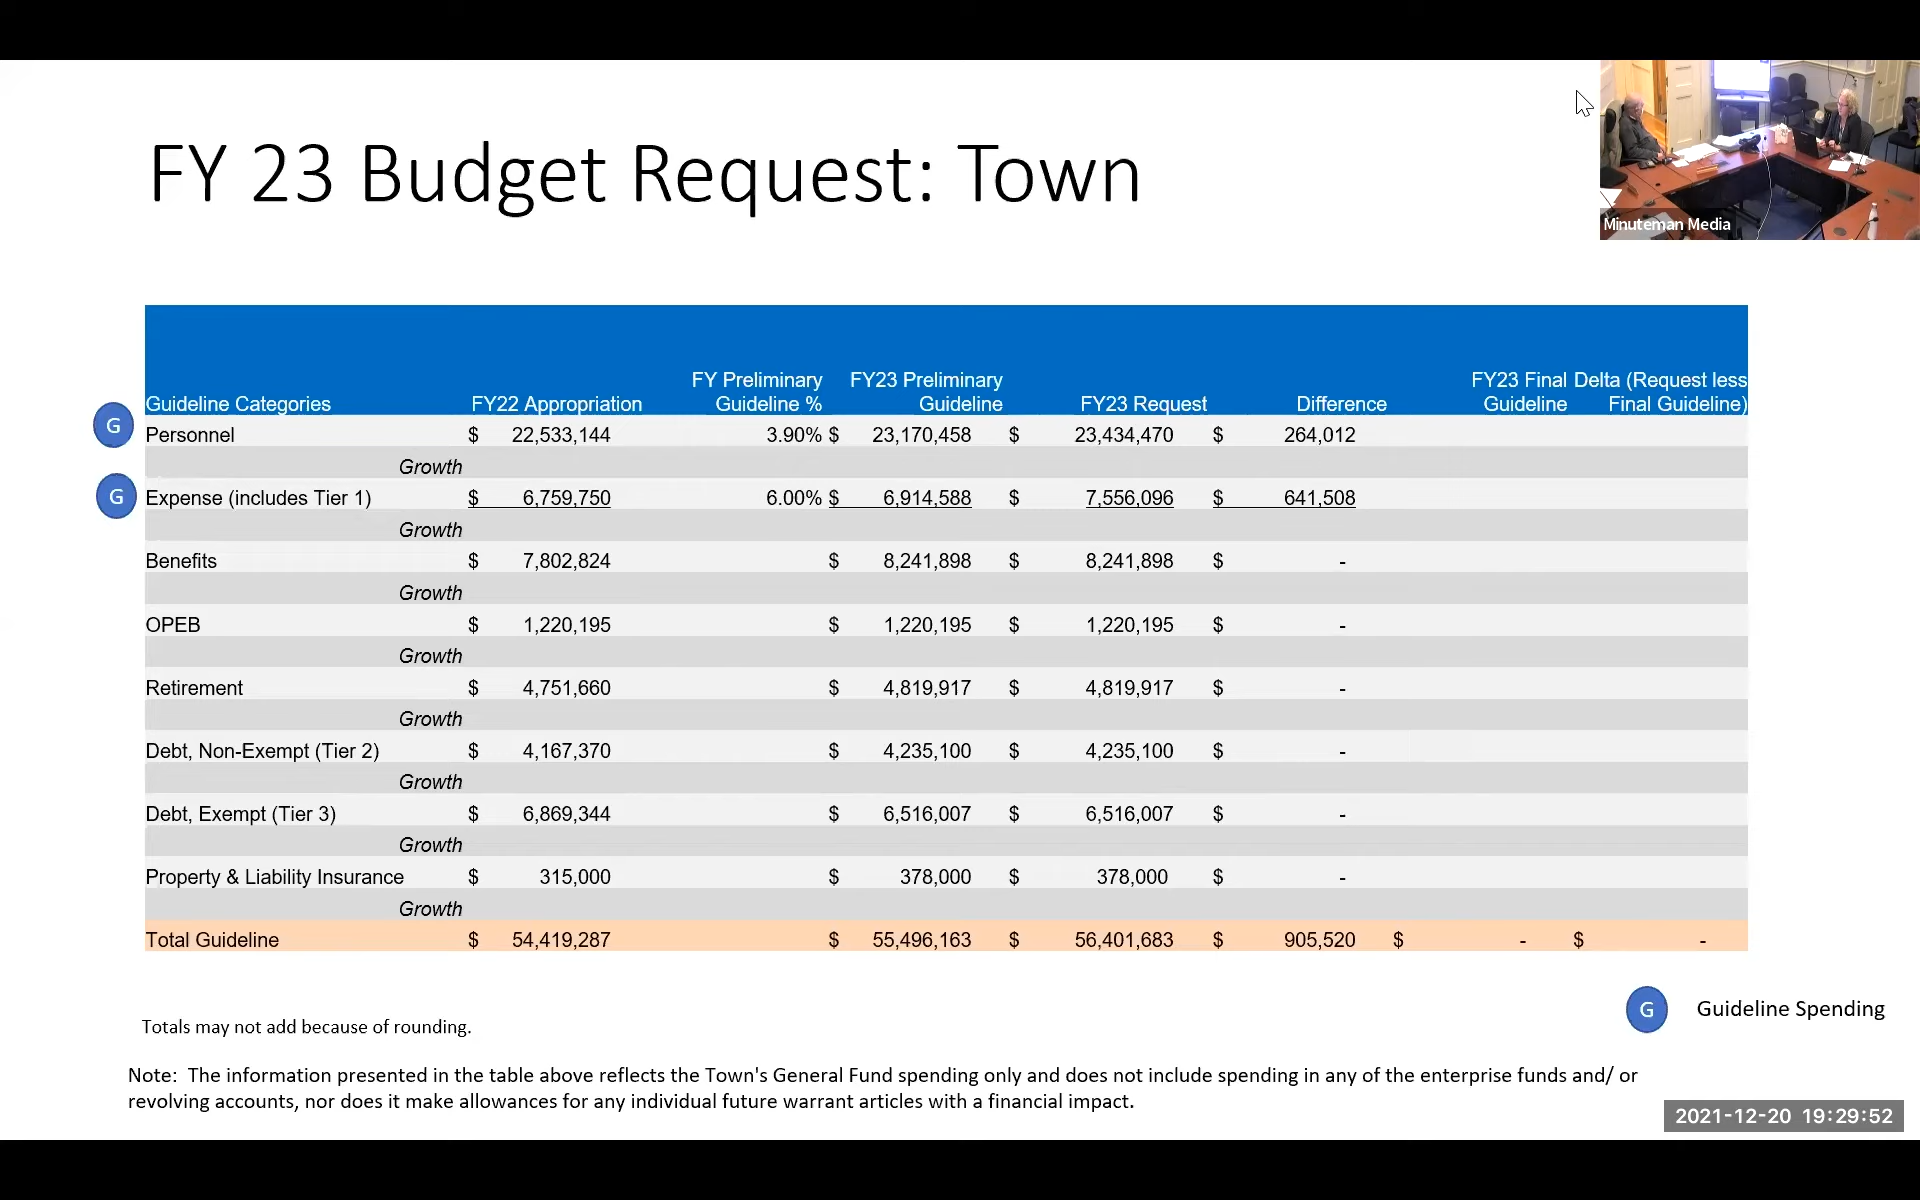 FY 23 Budget Request: Town
Minuteman Media
Guideline Categories FY22 Appropriation FY Preliminary Guideline % FY23 Preliminary Guideline FY23 Request Difference FY23 Final Guideline Delta (Request less Final Guideline)
G Personnel $ 22,533,144 3.90% $ 23,170,458 $ 23,434,470 $ 264,012
Growth
G Expense (includes Tier 1) $ 6,759,750 6.00% $ 6,914,588 $ 7,556,096 $ 641,508
Growth
Benefits $ 7,802,824 $ 8,241,898 $ 8,241,898 $ -
Growth
OPEB $ 1,220,195 $ 1,220,195 $ 1,220,195 $ -
Growth
Retirement $ 4,751,660 $ 4,819,917 $ 4,819,917 $ -
Growth
Debt, Non-Exempt (Tier 2) $ 4,167,370 $ 4,235,100 $ 4,235,100 $ -
Growth
Debt, Exempt (Tier 3) $ 6,869,344 $ 6,516,007 $ 6,516,007 $ -
Growth
Property & Liability Insurance $ 315,000 $ 378,000 $ 378,000 $ -
Growth
Total Guideline $ 54,419,287 $ 55,496,163 $ 56,401,683 $ 905,520 $ - $ -
G Guideline Spending
Totals may not add because of rounding.
Note: The information presented in the table above reflects the Town's General Fund spending only and does not include spending in any of the enterprise funds and/ or
revolving accounts, nor does it make allowances for any individual future warrant articles with a financial impact.
2021-12-20 19:29:52